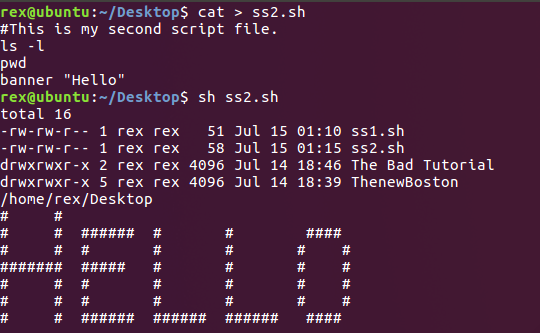 rex@ubuntu:~/Desktop$ cat > ss2.sh
#This is my second script file.
ls -l
pwd
banner "Hello"
rex@ubuntu:~/Desktop$ sh ss2.sh
total 16
-rw-rw-r-- 1 rex rex   51 Jul 15 01:10 ss1.sh
-rw-rw-r-- 1 rex rex   58 Jul 15 01:15 ss2.sh
drwxrwxr-x 2 rex rex 4096 Jul 14 18:46 The Bad Tutorial
drwxrwxr-x 5 rex rex 4096 Jul 14 18:39 ThenewBoston
/home/rex/Desktop
#     #
#     #  ######  #       #        ####
#     #  #       #       #       #    #
#######  #####   #       #       #    #
#     #  #       #       #       #    #
#     #  #       #       #       #    #
#     #  ######  ######  ######   ####